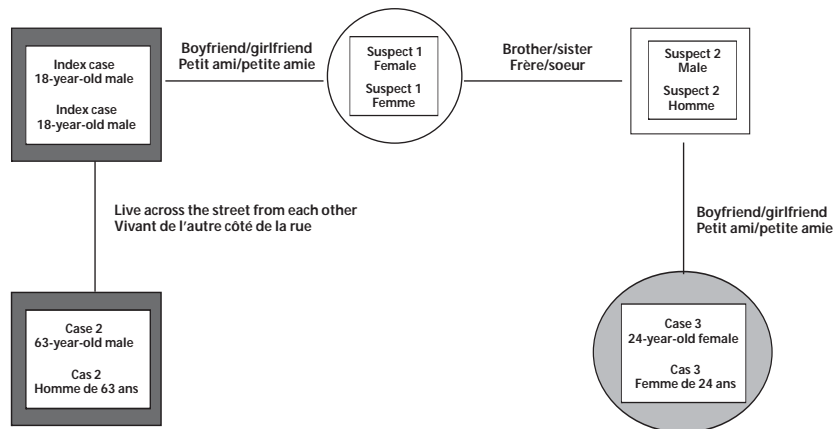 Index case
18-year-old male
Index case
18-year-old male
Boyfriend/girlfriend
Petit ami/petite amie
Suspect 1
Female
Suspect 1
Femme
Brother/sister
Frère/soeur
Suspect 2
Male
Suspect 2
Homme
Live across the street from each other
Vivant de l'autre côté de la rue
Boyfriend/girlfriend
Petit ami/petite amie
Case 2
63-year-old male
Cas 2
Homme de 63 ans
Case 3
24-year-old female
Cas 3
Femme de 24 ans